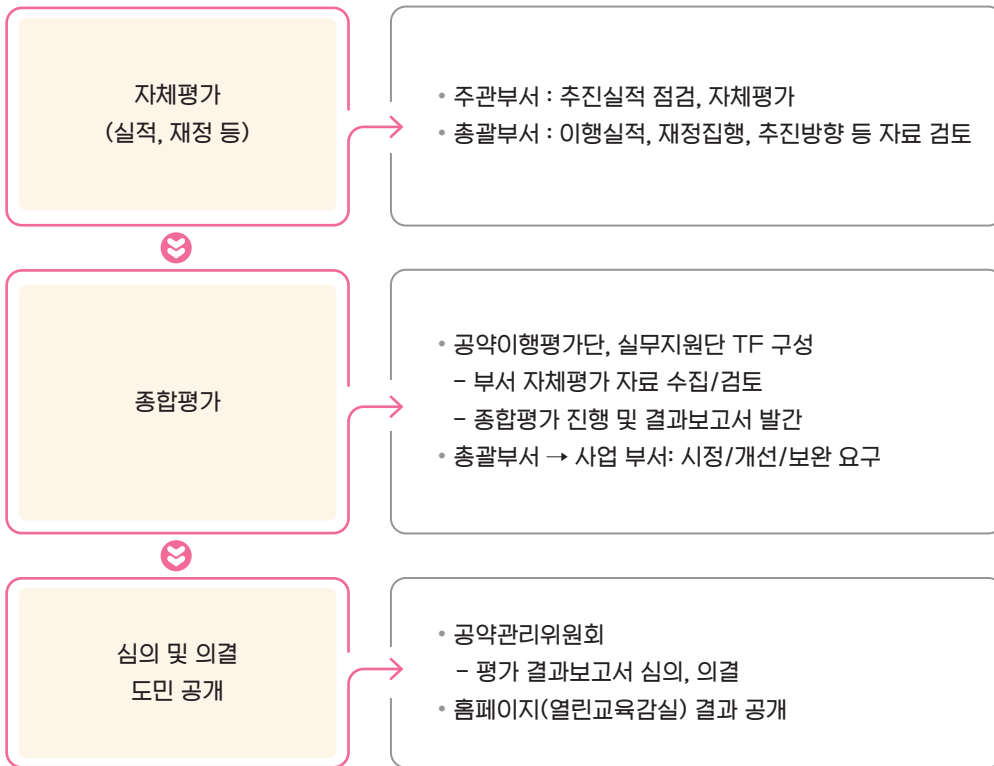 자체평가
(실적, 재정 등)
• 주관부서 : 추진실적 점검, 자체평가
• 총괄부서 : 이행실적, 재정집행, 추진방향 등 자료 검토
종합평가
• 공약이행평가단, 실무지원단 TF 구성
– 부서 자체평가 자료 수집/검토
– 종합평가 진행 및 결과보고서 발간
• 총괄부서 → 사업 부서: 시정/개선/보완 요구
심의 및 의결
도민 공개
• 공약관리위원회
– 평가 결과보고서 심의, 의결
• 홈페이지(열린교육감실) 결과 공개